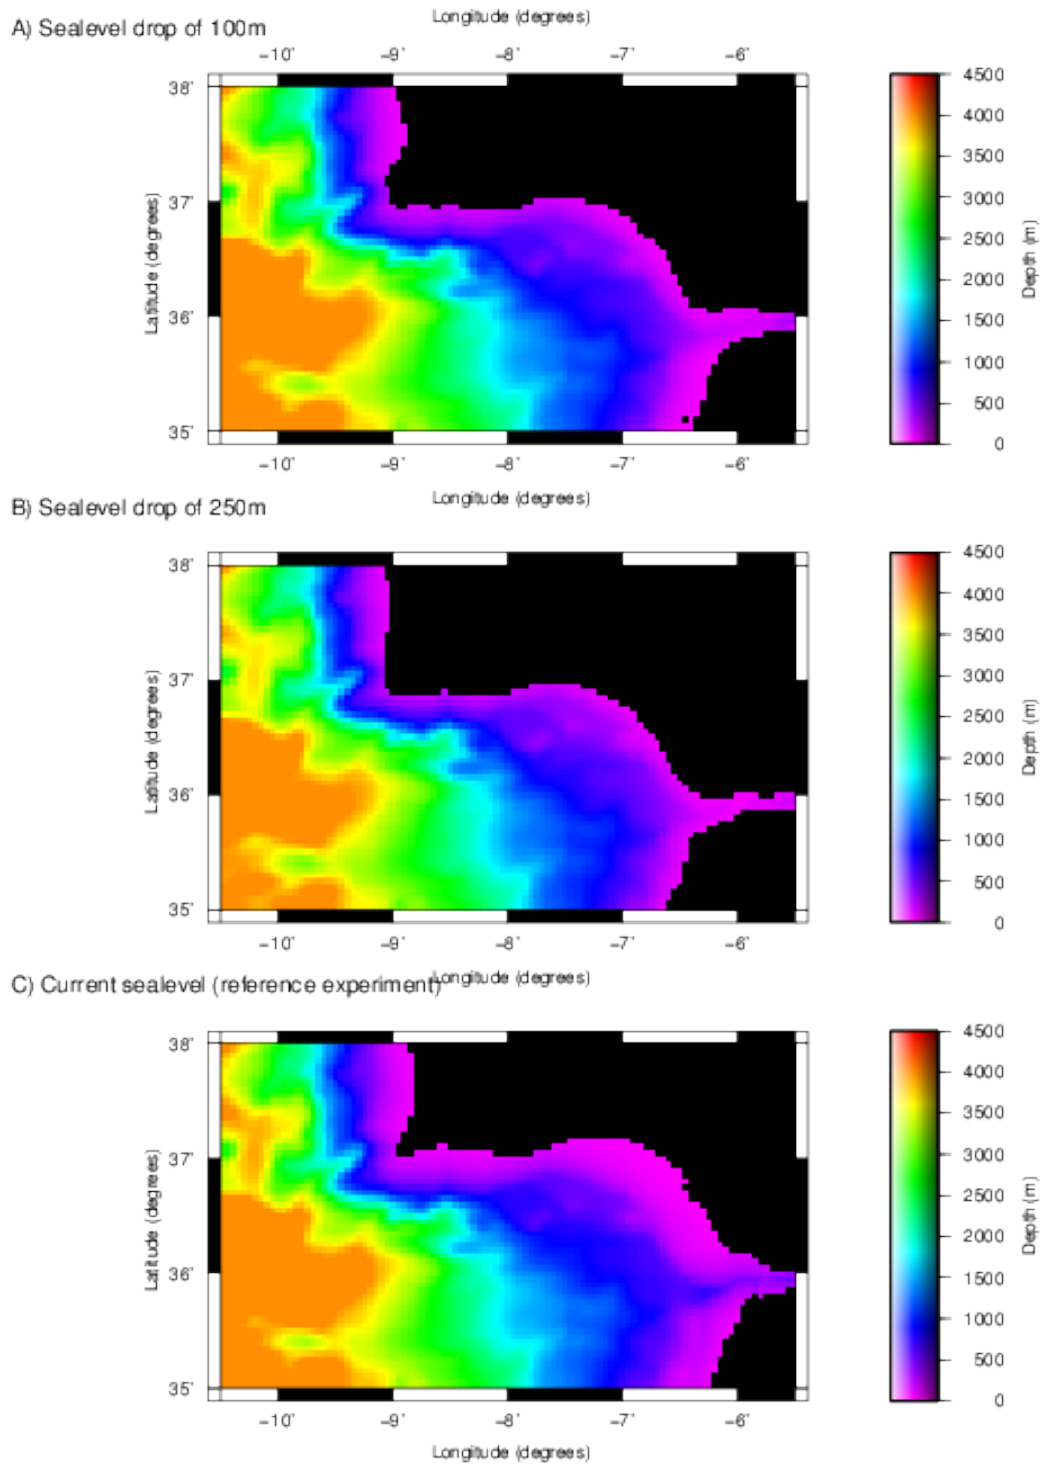 Longitude (degrees)
A) Sealevel drop of 100m
-10° -9° -8° -7° -6°
38°
37°
36°
35°
Latitude (degrees)
-10° -9° -8° -7° -6°
4500
4000
3500
3000
2500
2000
1500
1000
500
0
Depth (m)
Longitude (degrees)
B) Sealevel drop of 250m
38°
37°
36°
35°
Latitude (degrees)
-10° -9° -8° -7° -6°
4500
4000
3500
3000
2500
2000
1500
1000
500
0
Depth (m)
Longitude (degrees)
C) Current sealevel (reference experiment)
38°
37°
36°
35°
Latitude (degrees)
-10° -9° -8° -7° -6°
Longitude (degrees)
4500
4000
3500
3000
2500
2000
1500
1000
500
0
Depth (m)